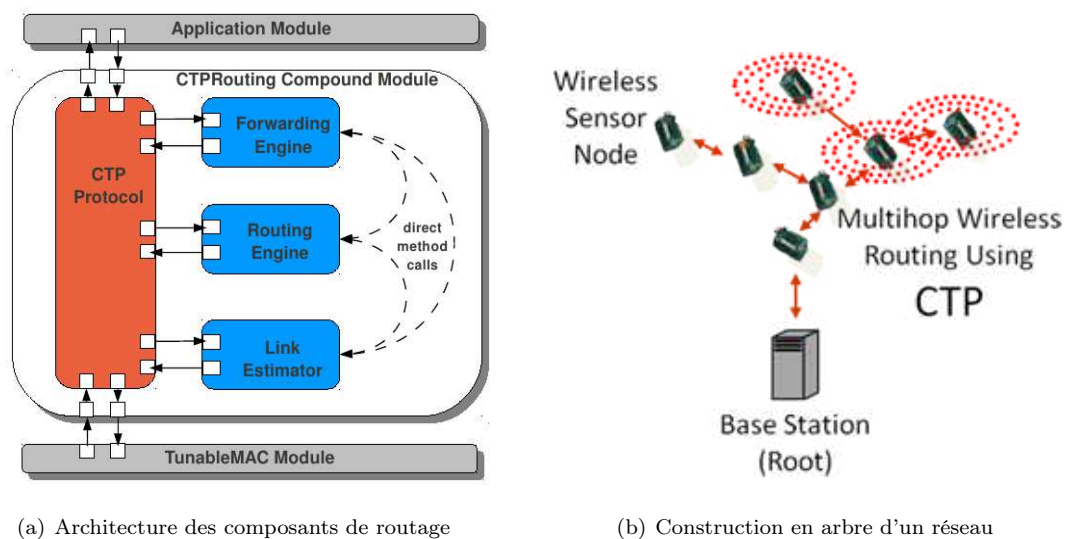 Application Module
CTPRouting Compound Module
CTP
Protocol
Forwarding
Engine
Routing
Engine
Link
Estimator
direct
method
calls
TunableMAC Module
(a) Architecture des composants de routage
Wireless
Sensor
Node
Multihop Wireless
Routing Using
CTP
Base Station
(Root)
(b) Construction en arbre d'un réseau